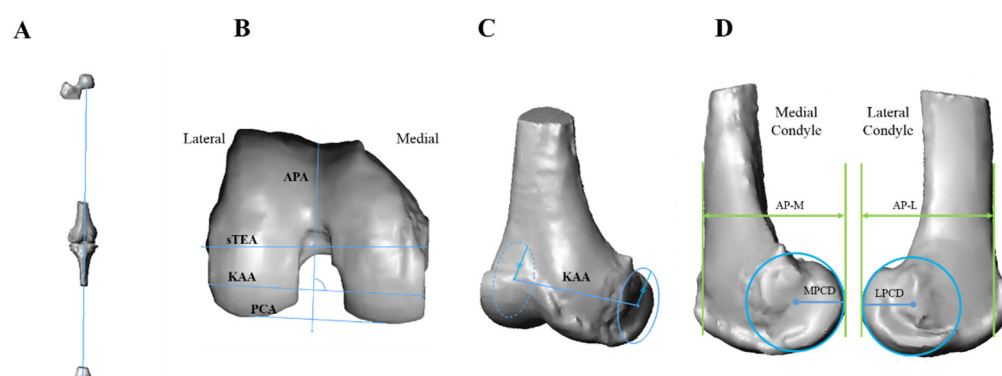 A
B
C
D
Lateral
Medial
APA
sTEA
KAA
PCA
KAA
Medial
Condyle
Lateral
Condyle
AP-M
AP-L
MPCD
LPCD